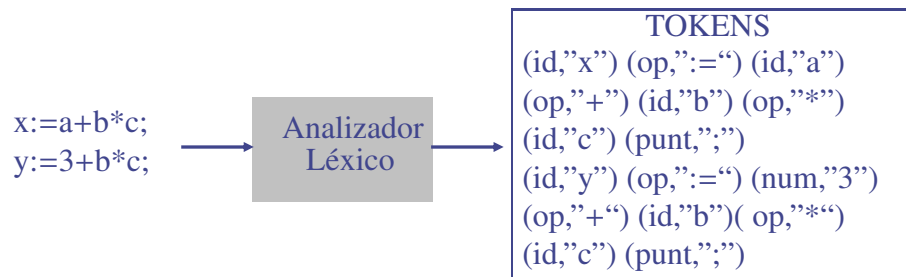 x:=a+b*c;
y:=3+b*c;
Analizador
Léxico
TOKENS
(id,”x”) (op,”:=“) (id,”a”)
(op,”+”) (id,”b”) (op,”*”)
(id,”c”) (punt,”;”)
(id,”y”) (op,”:=“) (num,”3”)
(op,”+“) (id,”b”)( op,”*“)
(id,”c”) (punt,”;”)